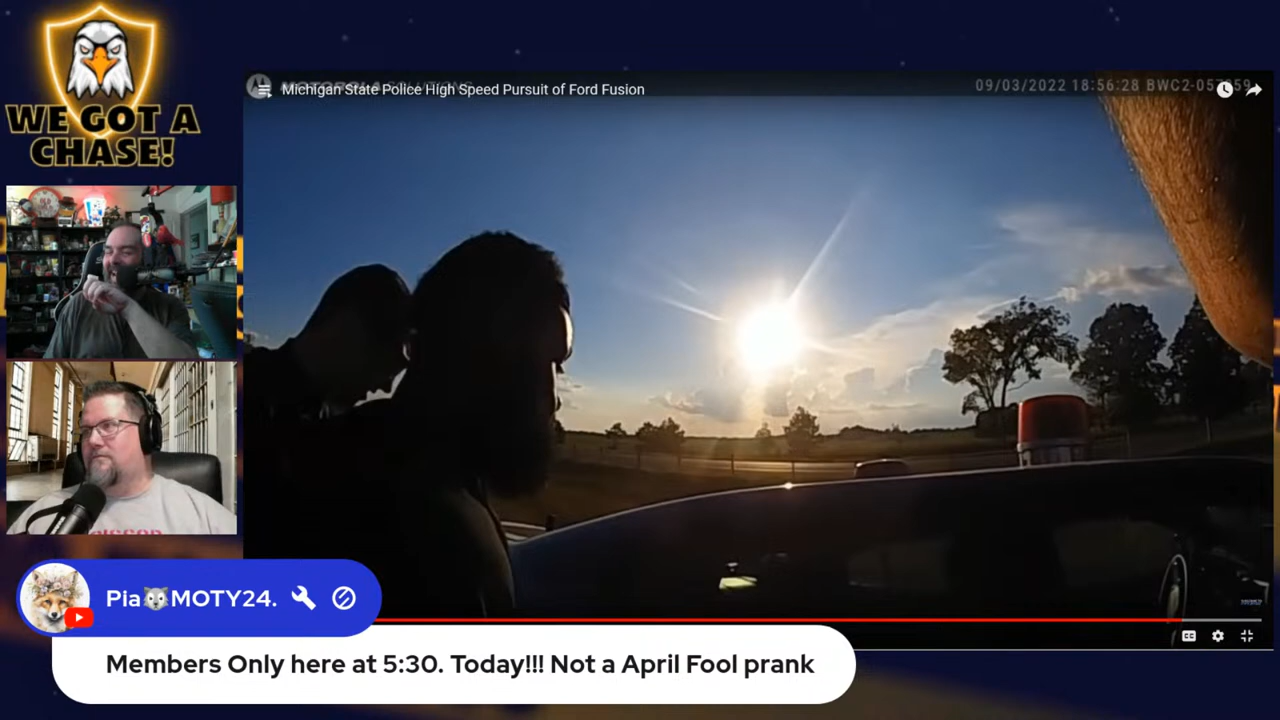 WE GOT A
CHASE!
Michigan State Police High Speed Pursuit of Ford Fusion
09/03/2022 18:56:28
Pia🐺MOTY24.
Members Only here at 5:30. Today!!! Not a April Fool prank